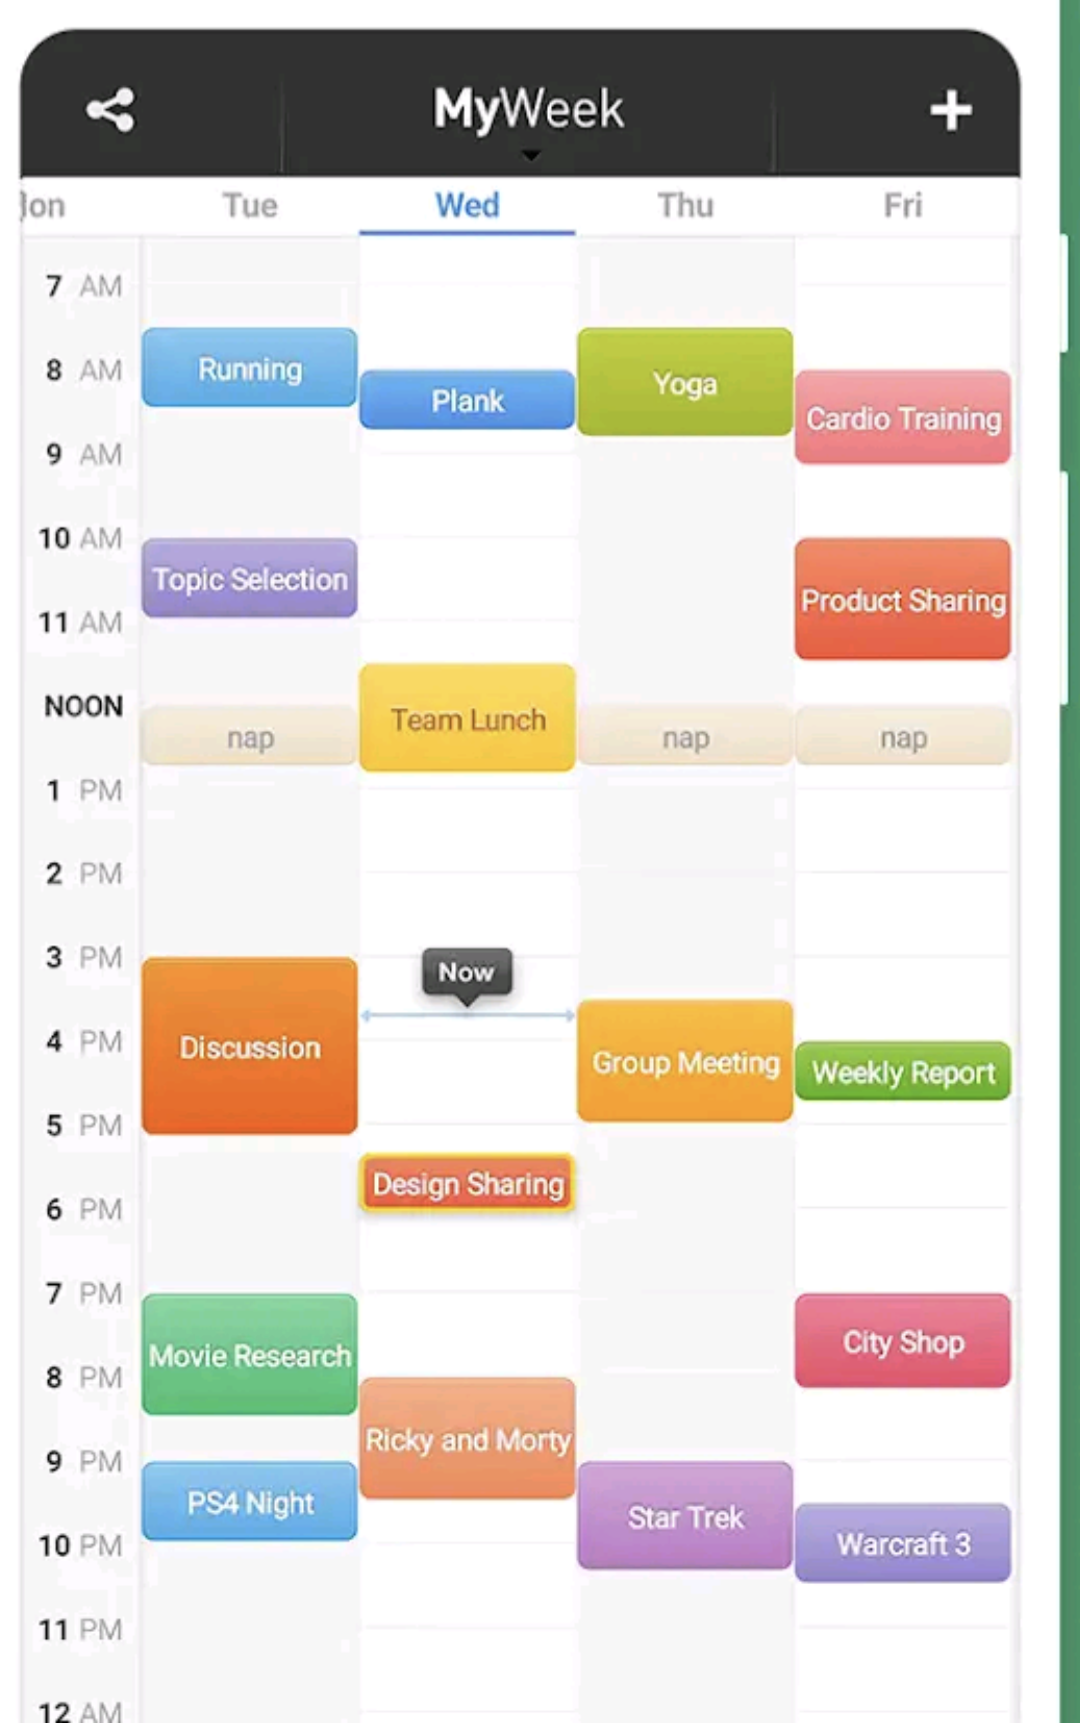 MyWeek
lon Tue Wed Thu Fri
7 AM
Running
8 AM
Plank
Yoga
Cardio Training
9 AM
10 AM
Topic Selection
Product Sharing
11 AM
Team Lunch
NOON
nap
nap
nap
1 PM
2 PM
3 PM
Now
4 PM
Discussion
Group Meeting
Weekly Report
5 PM
Design Sharing
6 PM
7 PM
City Shop
Movie Research
8 PM
Ricky and Morty
9 PM
PS4 Night
Star Trek
10 PM
Warcraft 3
11 PM
12 AM